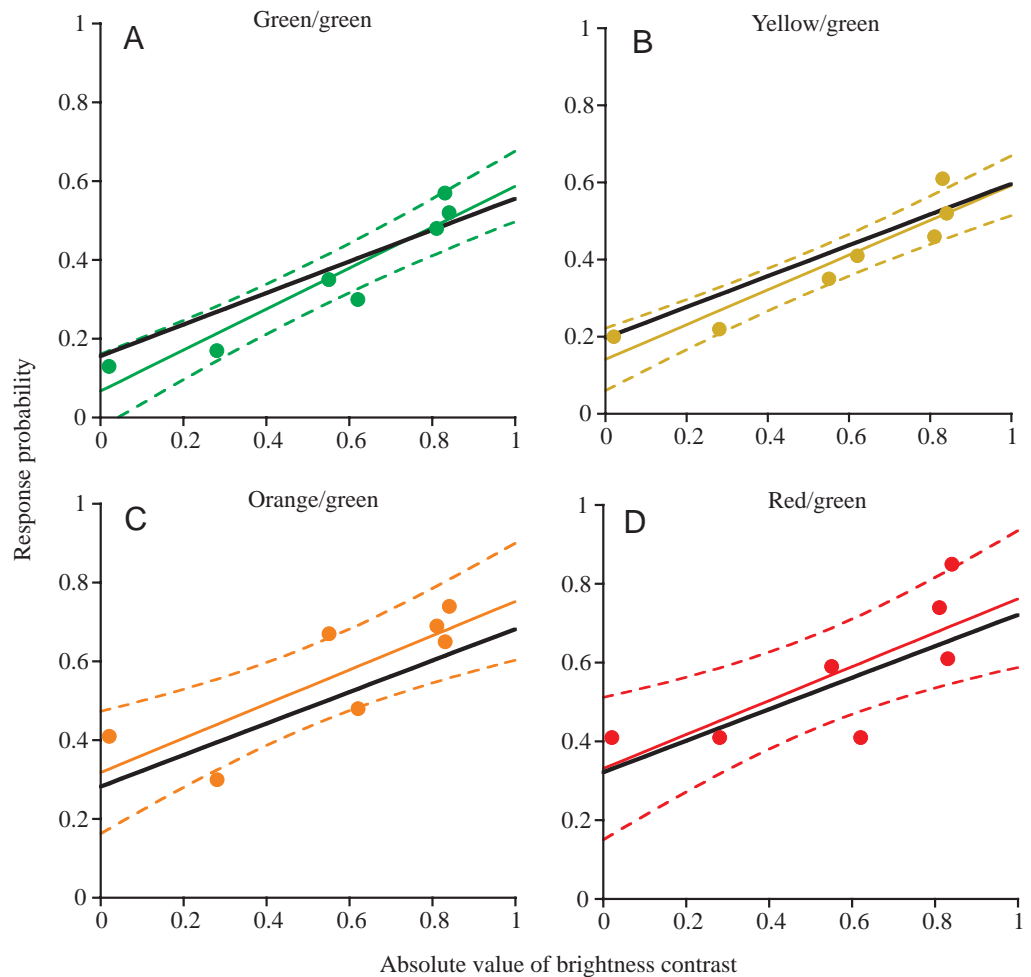 Green/green
A
1
0.8
0.6
0.4
0.2
0
0 0.2 0.4 0.6 0.8 1
Yellow/green
B
1
0.8
0.6
0.4
0.2
0
0 0.2 0.4 0.6 0.8 1
Orange/green
C
1
0.8
0.6
0.4
0.2
0
0 0.2 0.4 0.6 0.8 1
Red/green
D
1
0.8
0.6
0.4
0.2
0
0 0.2 0.4 0.6 0.8 1
Response probability
Absolute value of brightness contrast